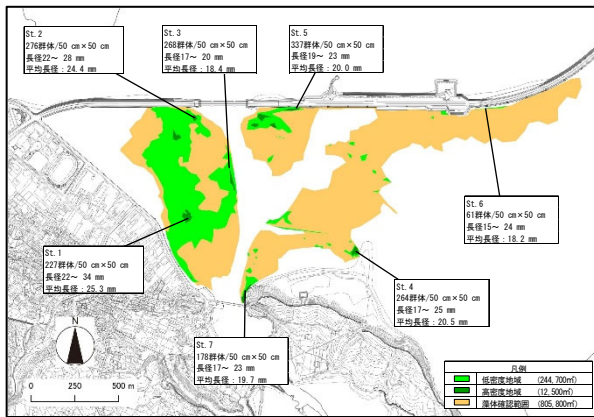 St. 2
276群体/50 cm×50 cm
長径22～ 28 mm
平均長径：24.4 mm
St. 3
268群体/50 cm×50 cm
長径17～ 20 mm
平均長径：18.4 mm
St. 5
337群体/50 cm×50 cm
長径19～ 23 mm
平均長径：20.0 mm
St. 6
61群体/50 cm×50 cm
長径15～ 24 mm
平均長径：18.2 mm
St. 1
227群体/50 cm×50 cm
長径22～ 34 mm
平均長径：25.3 mm
St. 4
264群体/50 cm×50 cm
長径17～ 25 mm
平均長径：20.5 mm
St. 7
178群体/50 cm×50 cm
長径17～ 23 mm
平均長径：19.7 mm
N
0 250 500 m
凡例
低密度地域 (244,700㎡)
高密度地域 (12,500㎡)
藻体確認範囲 (805,800㎡)